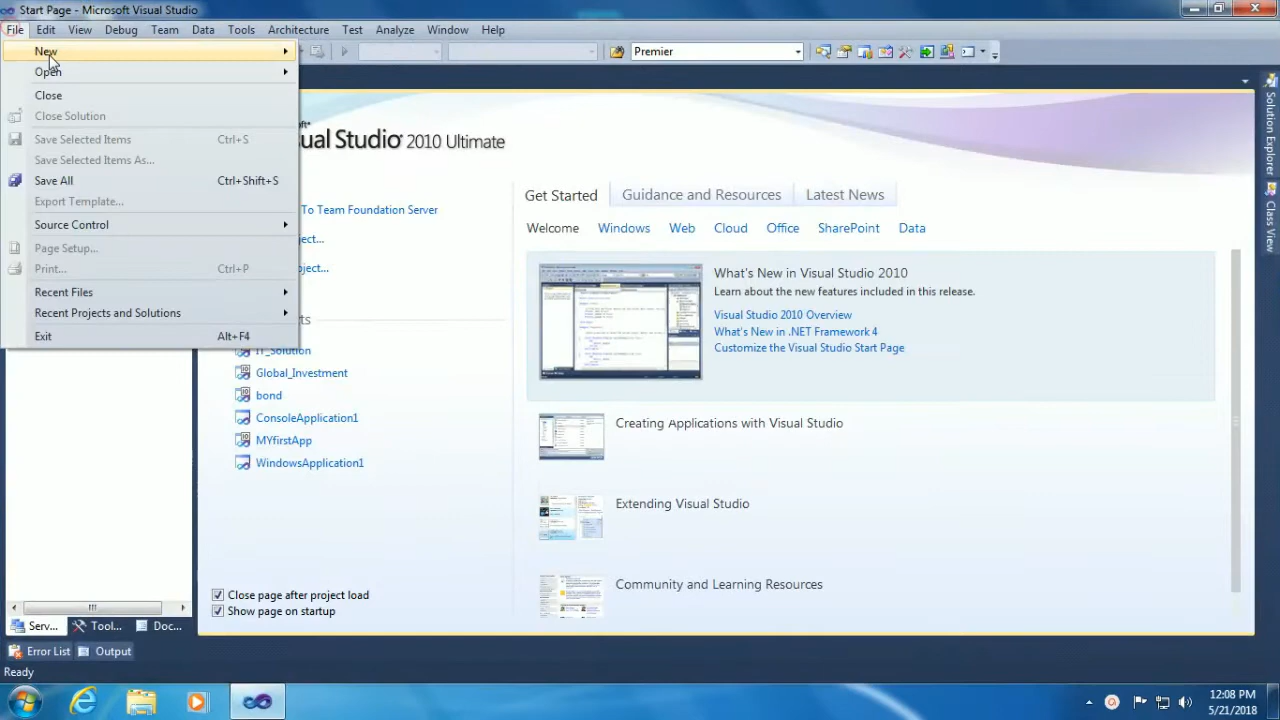 Start Page - Microsoft Visual Studio
File Edit View Debug Team Data Tools Architecture Test Analyze Window Help
Premier
New
Open
Close
Close Solution
Save Selected Items Ctrl+S
Save Selected Items As...
Save All Ctrl+Shift+S
Export Template...
Source Control
Page Setup...
Print... Ctrl+P
Recent Files
Recent Projects and Solutions
Exit Alt+F4
ual Studio® 2010 Ultimate
To Team Foundation Server
ject...
ject...
ts
IT_Solution
Global_Investment
bond
ConsoleApplication1
MYfirstApp
WindowsApplication1
Close page after project load
Show page on startup
Get Started Guidance and Resources Latest News
Welcome Windows Web Cloud Office SharePoint Data
What's New in Visual Studio 2010
Learn about the new features included in this release.
Visual Studio 2010 Overview
What's New in .NET Framework 4
Customize the Visual Studio Start Page
Creating Applications with Visual Studio
Extending Visual Studio
Community and Learning Resources
Solution Explorer
Class View
Serv... Tool... Doc...
Error List Output
Ready
12:08 PM
5/21/2018